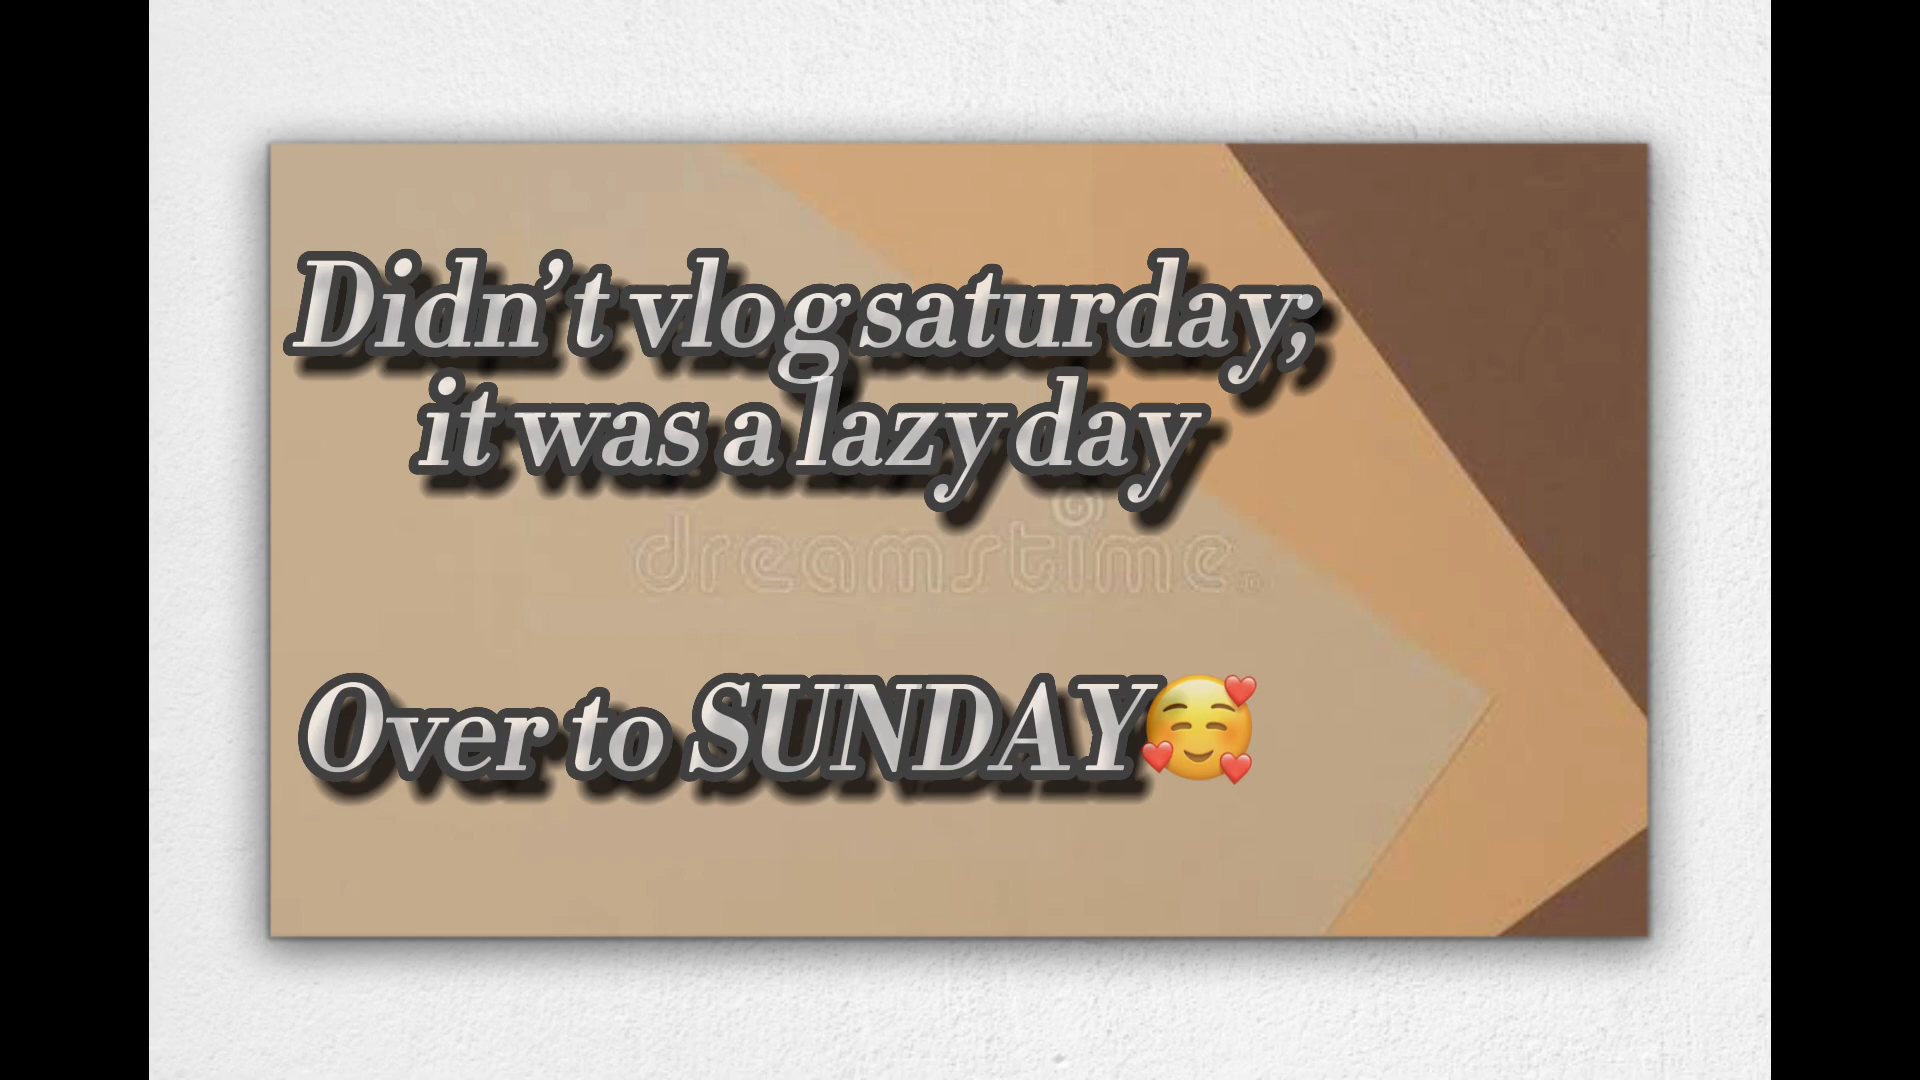 Didn't vlog saturday;
it was a lazy day
dreamstime
Over to SUNDAY🥰